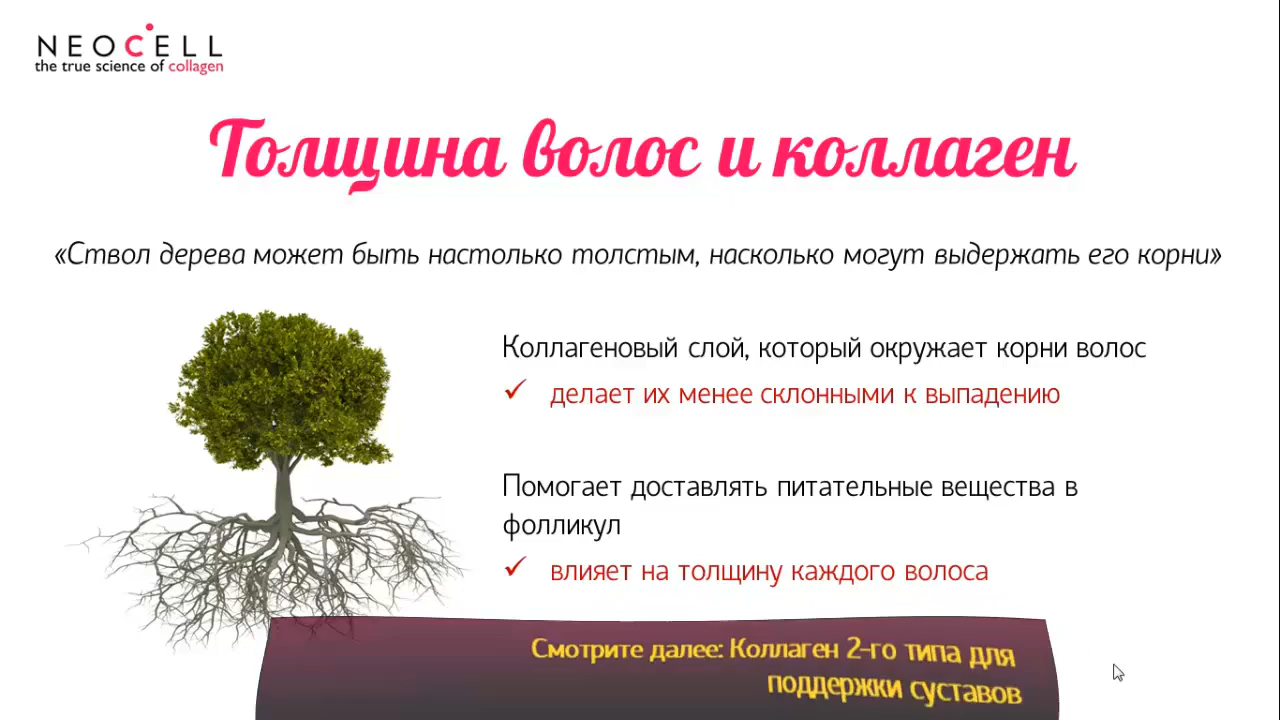 NEOCELL
the true science of collagen
Толщина волос и коллаген
«Ствол дерева может быть настолько толстым, насколько могут выдержать его корни»
Коллагеновый слой, который окружает корни волос
✓ делает их менее склонными к выпадению
Помогает доставлять питательные вещества в
фолликул
✓ влияет на толщину каждого волоса
Смотрите далее: Коллаген 2-го типа для
поддержки суставов